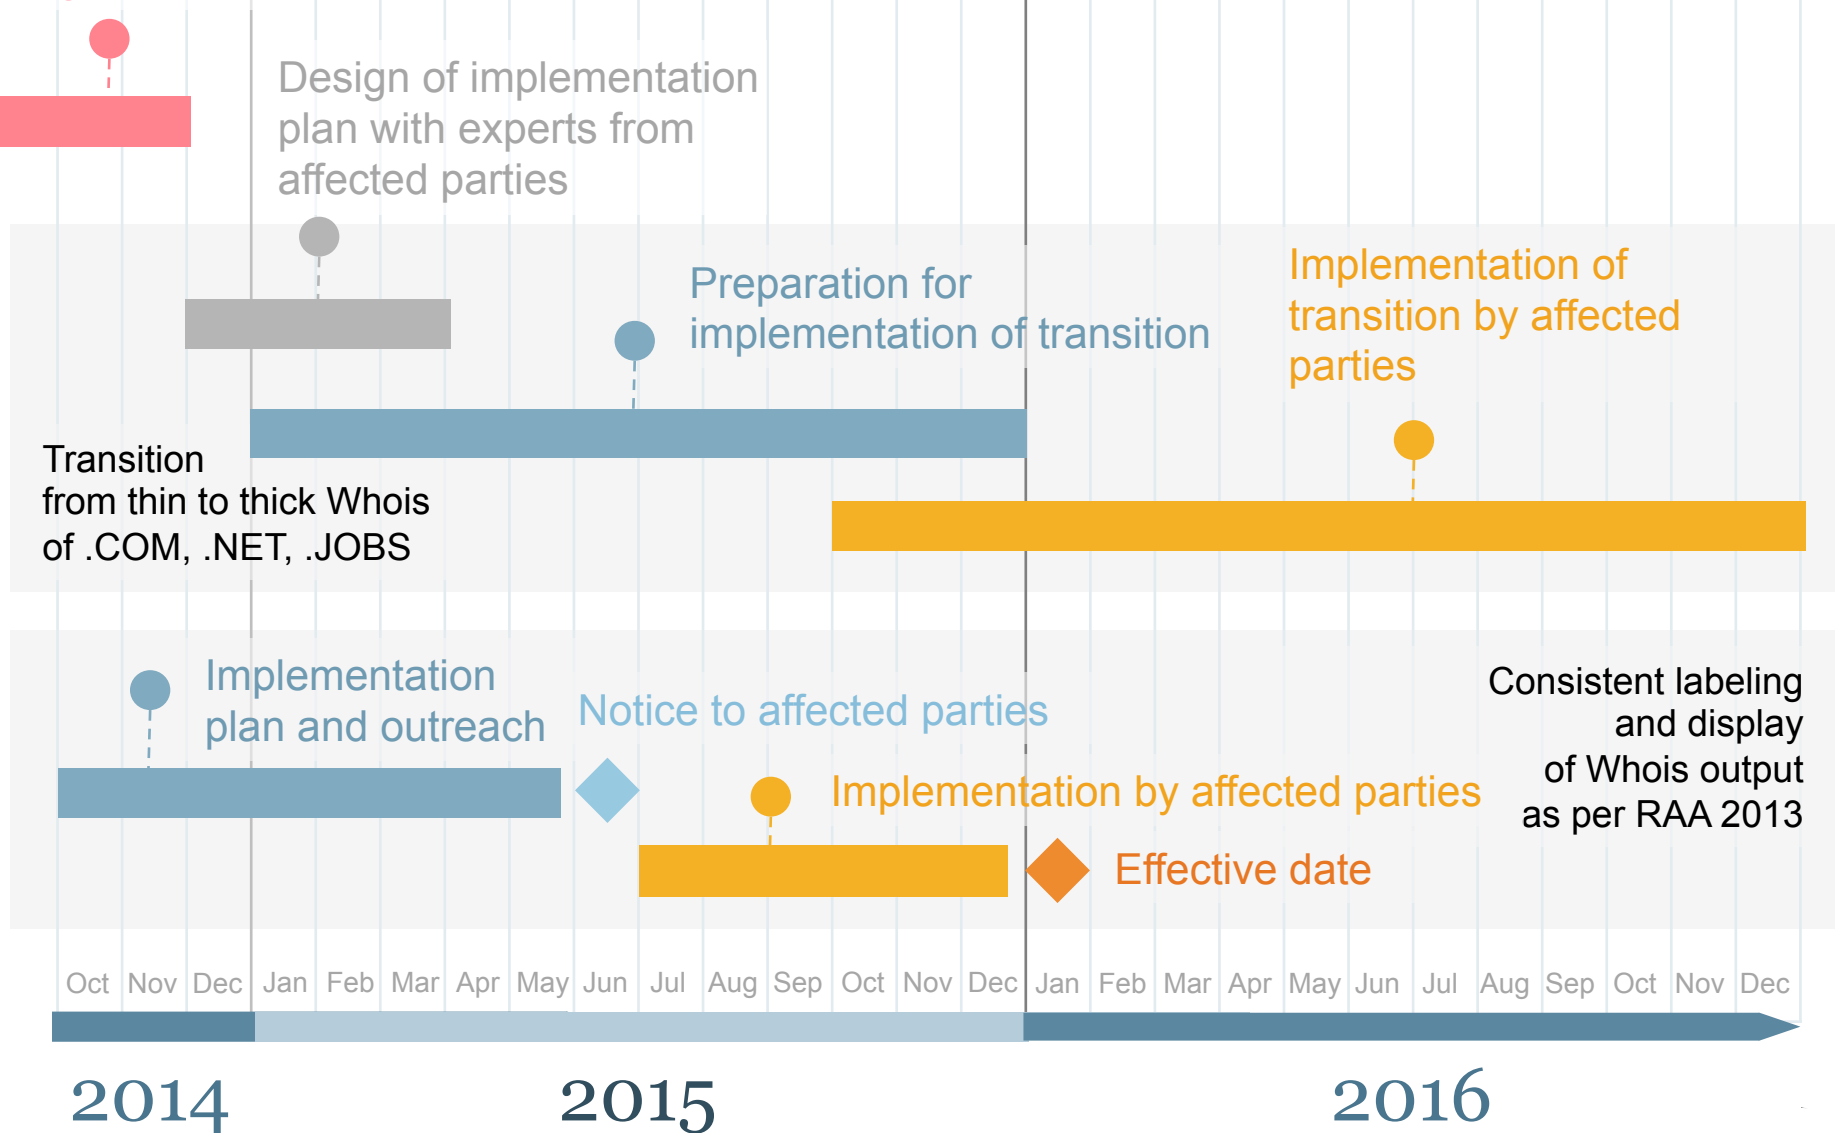 Design of implementation
plan with experts from
affected parties
Preparation for
implementation of transition
Implementation of
transition by affected
parties
Transition
from thin to thick Whois
of .COM, .NET, .JOBS
Implementation
plan and outreach
Notice to affected parties
Implementation by affected parties
Effective date
Consistent labeling
and display
of Whois output
as per RAA 2013
Oct Nov Dec Jan Feb Mar Apr May Jun Jul Aug Sep Oct Nov Dec Jan Feb Mar Apr May Jun Jul Aug Sep Oct Nov Dec
2014 2015 2016